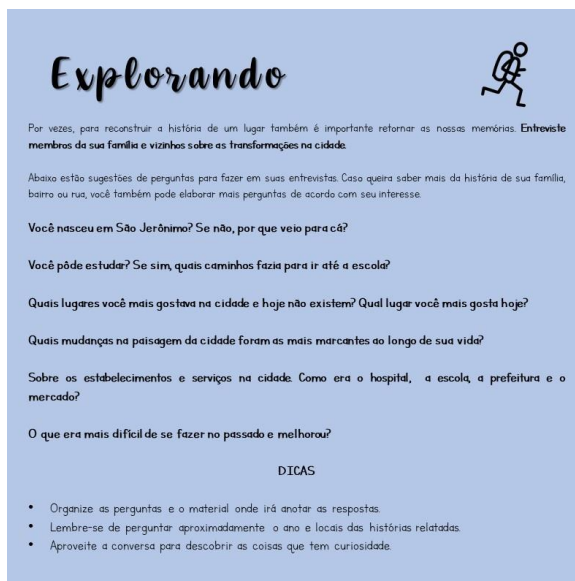 Explorando
Por vezes, para reconstruir a história de um lugar também é importante retornar as nossas memórias. Entreviste
membros da sua família e vizinhos sobre as transformações na cidade.
Abaixo estão sugestões de perguntas para fazer em suas entrevistas. Caso queira saber mais da história de sua família,
bairro ou rua, você também pode elaborar mais perguntas de acordo com seu interesse.
Você nasceu em São Jerônimo? Se não, por que veio para cá?
Você pôde estudar? Se sim, quais caminhos fazia para ir até a escola?
Quais lugares você mais gostava na cidade e hoje não existem? Qual lugar você mais gosta hoje?
Quais mudanças na paisagem da cidade foram as mais marcantes ao longo de sua vida?
Sobre os estabelecimentos e serviços na cidade. Como era o hospital, a escola, a prefeitura e o
mercado?
O que era mais difícil de se fazer no passado e melhorou?
DICAS
• Organize as perguntas e o material onde irá anotar as respostas.
• Lembre-se de perguntar aproximadamente o ano e locais das histórias relatadas.
• Aproveite a conversa para descobrir as coisas que tem curiosidade.